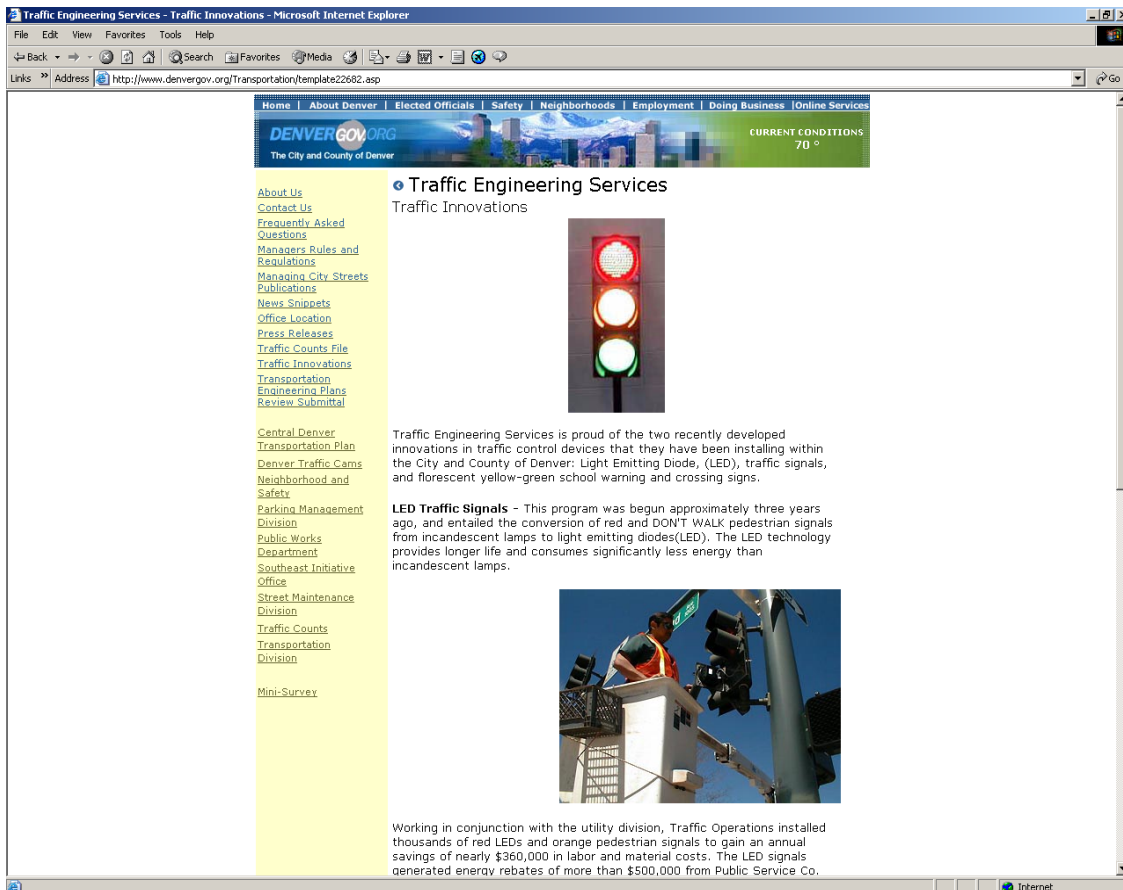 Traffic Engineering Services - Traffic Innovations - Microsoft Internet Explorer
File Edit View Favorites Tools Help
Back Search Favorites Media
Links » Address http://www.denvergov.org/Transportation/template22682.asp Go
Home | About Denver | Elected Officials | Safety | Neighborhoods | Employment | Doing Business |Online Services
DENVERGOV.ORG
The City and County of Denver
CURRENT CONDITIONS
70 °
About Us
Contact Us
Frequently Asked
Questions
Managers Rules and
Regulations
Managing City Streets
Publications
News Snippets
Office Location
Press Releases
Traffic Counts File
Traffic Innovations
Transportation
Engineering Plans
Review Submittal
Central Denver
Transportation Plan
Denver Traffic Cams
Neighborhood and
Safety
Parking Management
Division
Public Works
Department
Southeast Initiative
Office
Street Maintenance
Division
Traffic Counts
Transportation
Division
Mini-Survey
Traffic Engineering Services
Traffic Innovations
Traffic Engineering Services is proud of the two recently developed
innovations in traffic control devices that they have been installing within
the City and County of Denver: Light Emitting Diode, (LED), traffic signals,
and florescent yellow-green school warning and crossing signs.
LED Traffic Signals - This program was begun approximately three years
ago, and entailed the conversion of red and DON'T WALK pedestrian signals
from incandescent lamps to light emitting diodes(LED). The LED technology
provides longer life and consumes significantly less energy than
incandescent lamps.
Working in conjunction with the utility division, Traffic Operations installed
thousands of red LEDs and orange pedestrian signals to gain an annual
savings of nearly $360,000 in labor and material costs. The LED signals
generated energy rebates of more than $500,000 from Public Service Co.
Internet